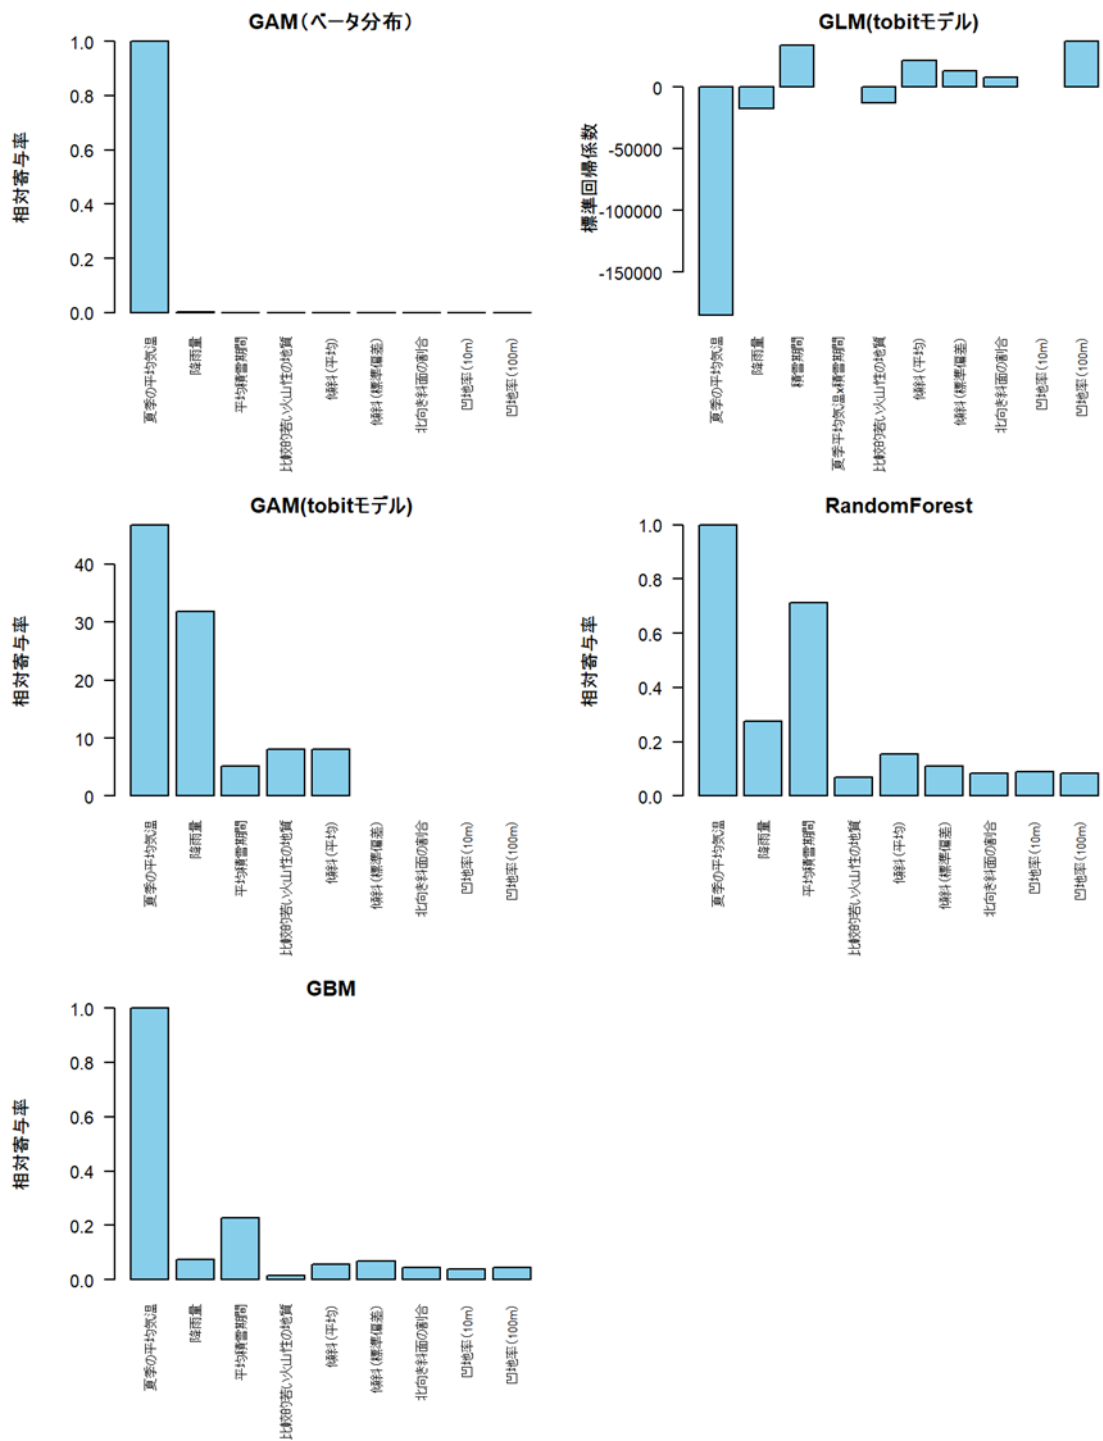 GAM（ベータ分布）
相対寄与率
1.0
0.8
0.6
0.4
0.2
0.0
夏季の平均気温
降雨量
平均積雪期間
比較的若い火山性の地質
傾斜（平均）
傾斜（標準偏差）
北向き斜面の割合
凹地率（10m）
凹地率（100m）
GLM(tobitモデル)
標準回帰係数
0
-50000
-100000
-150000
夏季の平均気温
降雨量
積雪期間
夏季平均気温x積雪期間
比較的若い火山性の地質
傾斜（平均）
傾斜（標準偏差）
北向き斜面の割合
凹地率（10m）
凹地率（100m）
GAM(tobitモデル)
相対寄与率
40
30
20
10
0
夏季の平均気温
降雨量
平均積雪期間
比較的若い火山性の地質
傾斜（平均）
傾斜（標準偏差）
北向き斜面の割合
凹地率（10m）
凹地率（100m）
RandomForest
相対寄与率
1.0
0.8
0.6
0.4
0.2
0.0
夏季の平均気温
降雨量
平均積雪期間
比較的若い火山性の地質
傾斜（平均）
傾斜（標準偏差）
北向き斜面の割合
凹地率（10m）
凹地率（100m）
GBM
相対寄与率
1.0
0.8
0.6
0.4
0.2
0.0
夏季の平均気温
降雨量
平均積雪期間
比較的若い火山性の地質
傾斜（平均）
傾斜（標準偏差）
北向き斜面の割合
凹地率（10m）
凹地率（100m）